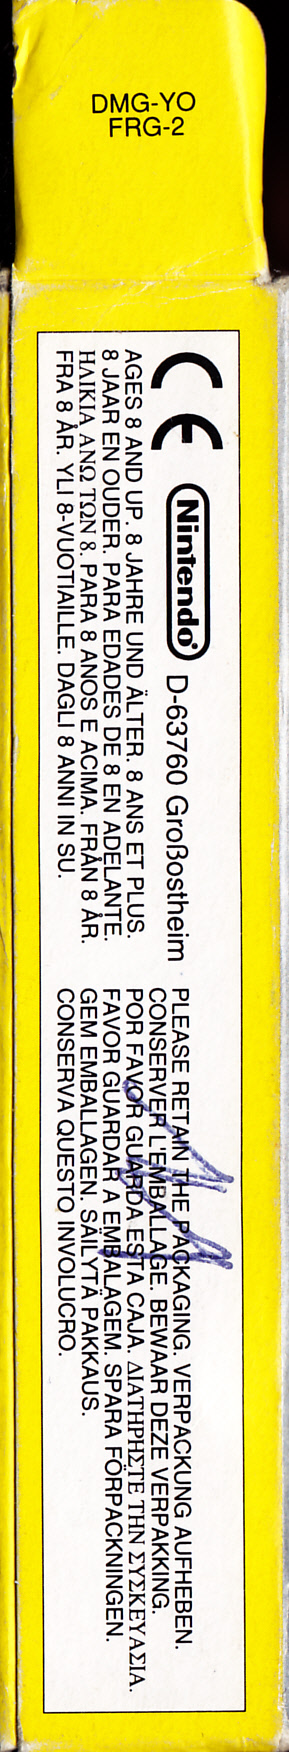 DMG-YO
FRG-2
CE Nintendo® D-63760 Großostheim
AGES 8 AND UP. 8 JAHRE UND ÄLTER. 8 ANS ET PLUS.
8 JAAR EN OUDER. PARA EDADES DE 8 EN ADELANTE.
ΗΛΙΚΙΑ ΑΝΩ ΤΩΝ 8. PARA 8 ANOS E ACIMA. FRÅN 8 ÅR.
FRA 8 ÅR. YLI 8-VUOTIAILLE. DAGLI 8 ANNI IN SU.
PLEASE RETAIN THE PACKAGING. VERPACKUNG AUFHEBEN.
CONSERVER L'EMBALLAGE. BEWAAR DEZE VERPAKKING.
POR FAVOR GUARDA ESTA CAJA. ΔΙΑΤΗΡΗΣΤΕ ΤΗΝ ΣΥΣΚΕΥΑΣΙΑ.
FAVOR GUARDAR A EMBALAGEM. SPARA FÖRPACKNINGEN.
GEM EMBALLAGEN. SÄILYTÄ PAKKAUS.
CONSERVA QUESTO INVOLUCRO.